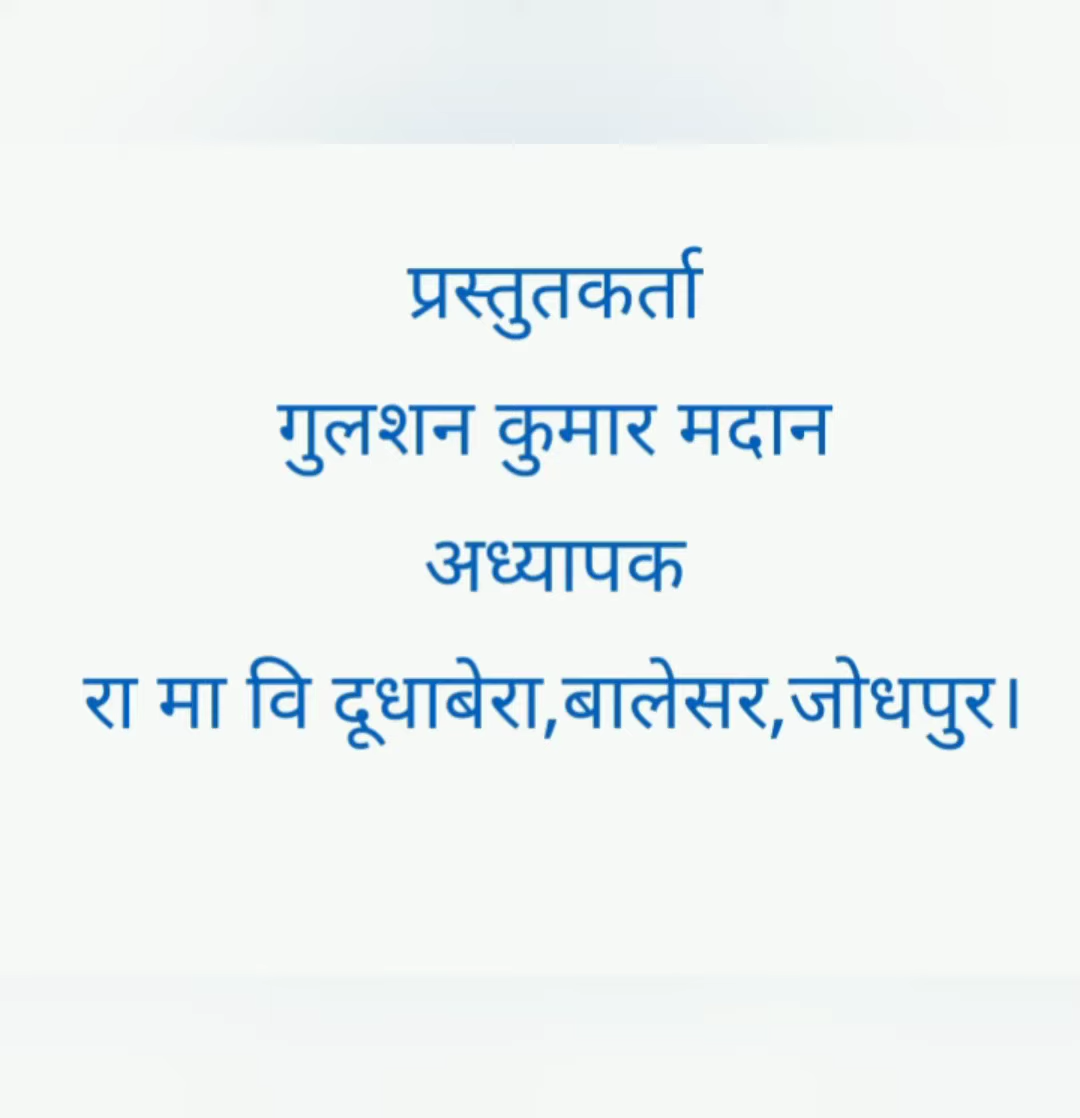 प्रस्तुतकर्ता
गुलशन कुमार मदान
अध्यापक
रा मा वि दूधाबेरा,बालेसर,जोधपुर।